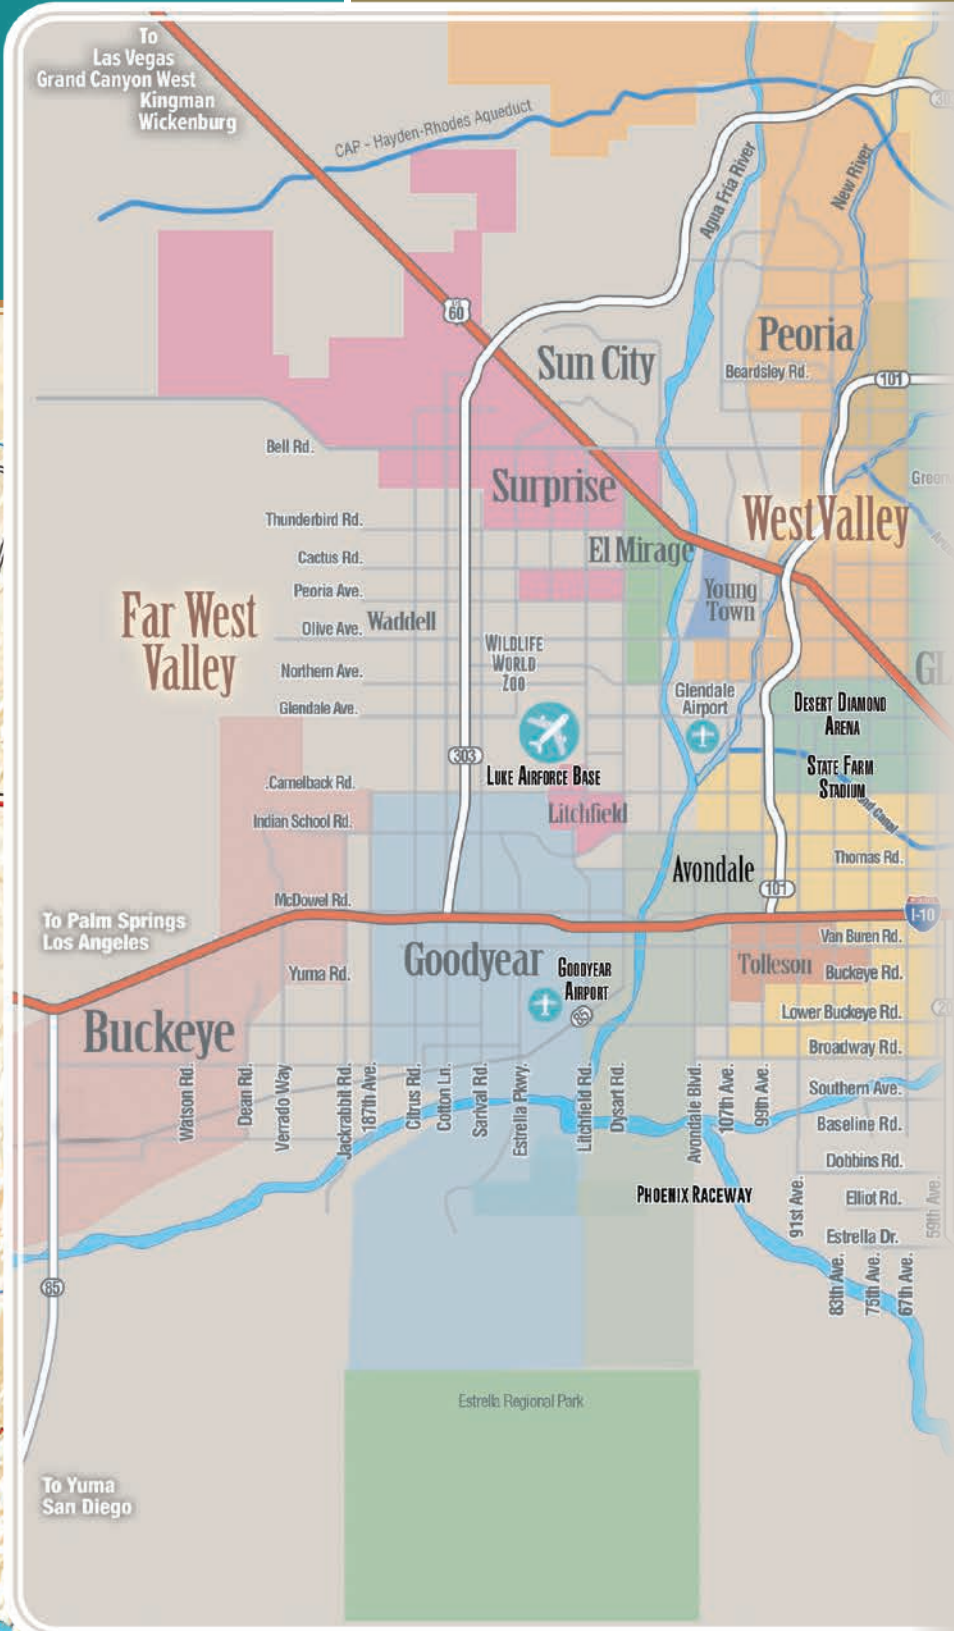 To
Las Vegas
Grand Canyon West
Kingman
Wickenburg
CAP - Hayden-Rhodes Aqueduct
Agua Fria River
New River
US
60
Sun City
Peoria
Beardsley Rd.
101
Bell Rd.
Surprise
WestValley
Thunderbird Rd.
El Mirage
Cactus Rd.
Peoria Ave.
Young
Town
Far West
Valley
Waddell
Olive Ave.
WILDLIFE
WORLD
ZOO
Northern Ave.
Glendale Ave.
Glendale
Airport
DESERT DIAMOND
ARENA
303
LUKE AIRFORCE BASE
STATE FARM
STADIUM
.Camelback Rd.
Litchfield
Indian School Rd.
Avondale
Thomas Rd.
101
McDowel Rd.
To Palm Springs
Los Angeles
I-10
Van Buren Rd.
Goodyear
GOODYEAR
AIRPORT
Tolleson
Yuma Rd.
Buckeye Rd.
85
Lower Buckeye Rd.
Buckeye
Broadway Rd.
Watson Rd.
Dean Rd.
Verrado Way
Jackrabbit Rd.
187th Ave.
Citrus Rd.
Cotton Ln.
Sarival Rd.
Estrella Pkwy.
Litchfield Rd.
Dysart Rd.
Avondale Blvd.
107th Ave.
99th Ave.
Southern Ave.
Baseline Rd.
Dobbins Rd.
PHOENIX RACEWAY
91st Ave.
Elliot Rd.
59th Ave.
Estrella Dr.
83th Ave.
75th Ave.
67th Ave.
85
Estrella Regional Park
To Yuma
San Diego